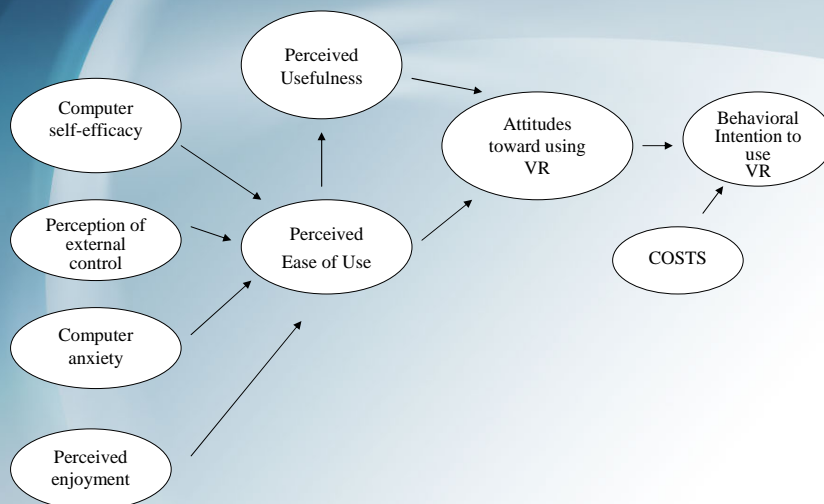 Perceived
Usefulness
Computer
self-efficacy
Attitudes
toward using
VR
Behavioral
Intention to
use
VR
Perception of
external
control
Perceived
Ease of Use
COSTS
Computer
anxiety
Perceived
enjoyment